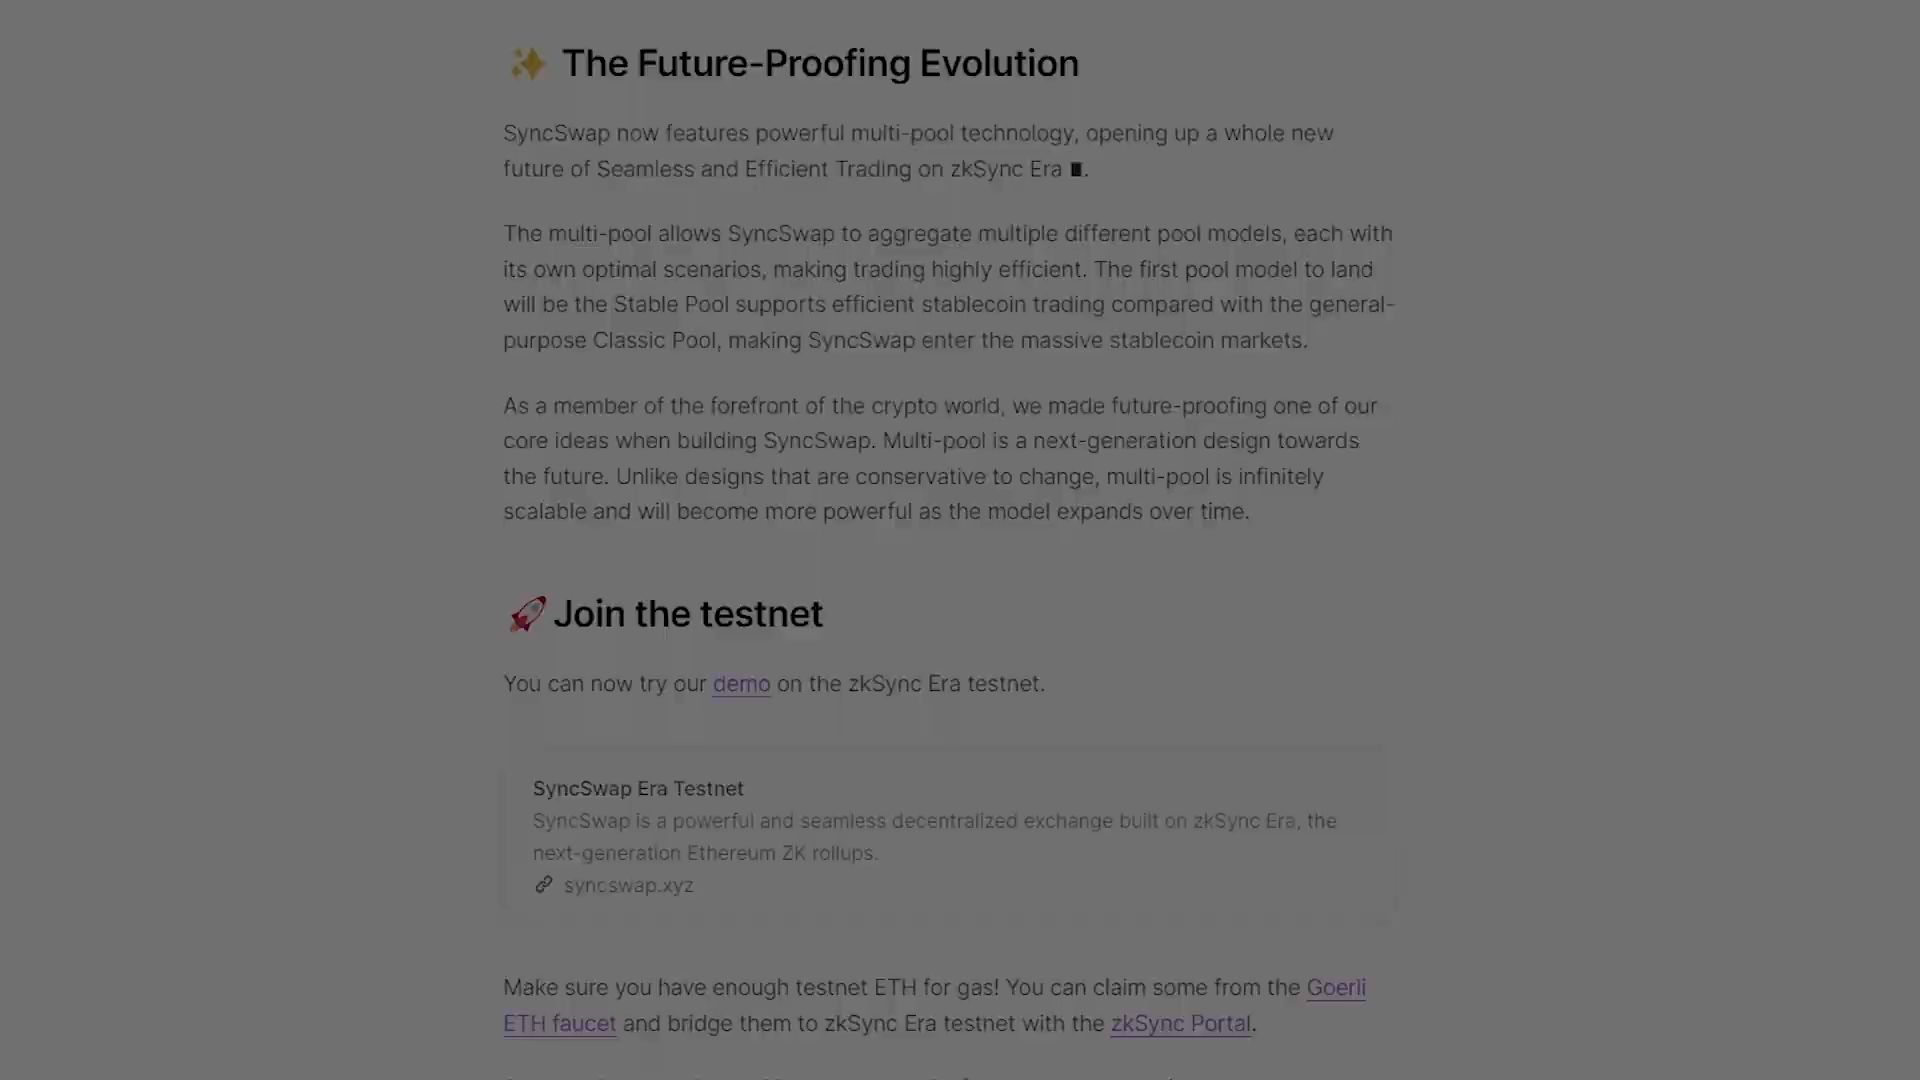 ✨ The Future-Proofing Evolution
SyncSwap now features powerful multi-pool technology, opening up a whole new
future of Seamless and Efficient Trading on zkSync Era ∎.
The multi-pool allows SyncSwap to aggregate multiple different pool models, each with
its own optimal scenarios, making trading highly efficient. The first pool model to land
will be the Stable Pool supports efficient stablecoin trading compared with the general-
purpose Classic Pool, making SyncSwap enter the massive stablecoin markets.
As a member of the forefront of the crypto world, we made future-proofing one of our
core ideas when building SyncSwap. Multi-pool is a next-generation design towards
the future. Unlike designs that are conservative to change, multi-pool is infinitely
scalable and will become more powerful as the model expands over time.
🚀 Join the testnet
You can now try our demo on the zkSync Era testnet.
SyncSwap Era Testnet
SyncSwap is a powerful and seamless decentralized exchange built on zkSync Era, the
next-generation Ethereum ZK rollups.
syncswap.xyz
Make sure you have enough testnet ETH for gas! You can claim some from the Goerli
ETH faucet and bridge them to zkSync Era testnet with the zkSync Portal.